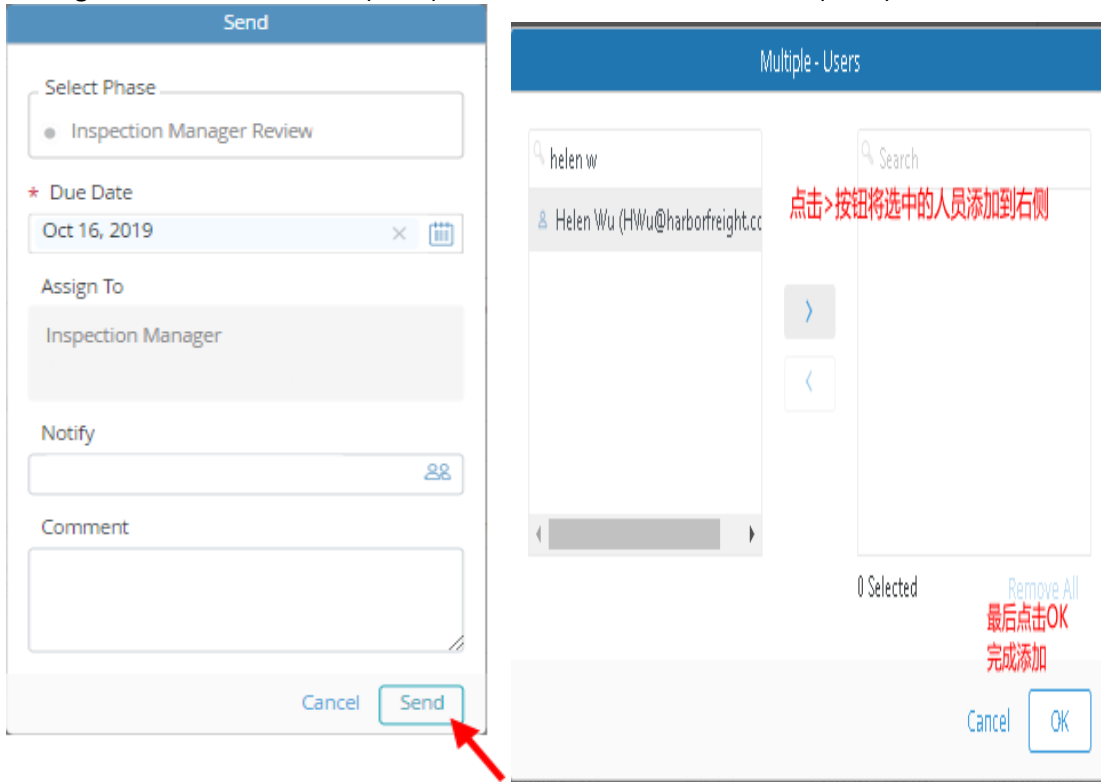 Send
Select Phase
Inspection Manager Review
* Due Date
Oct 16, 2019
Assign To
Inspection Manager
Notify
Comment
Cancel Send
Multiple - Users
helen w
Helen Wu (HWu@harborfreight.cc
Search
点击>按钮将选中的人员添加到右侧
>
<
0 Selected Remove All
最后点击OK
完成添加
Cancel OK